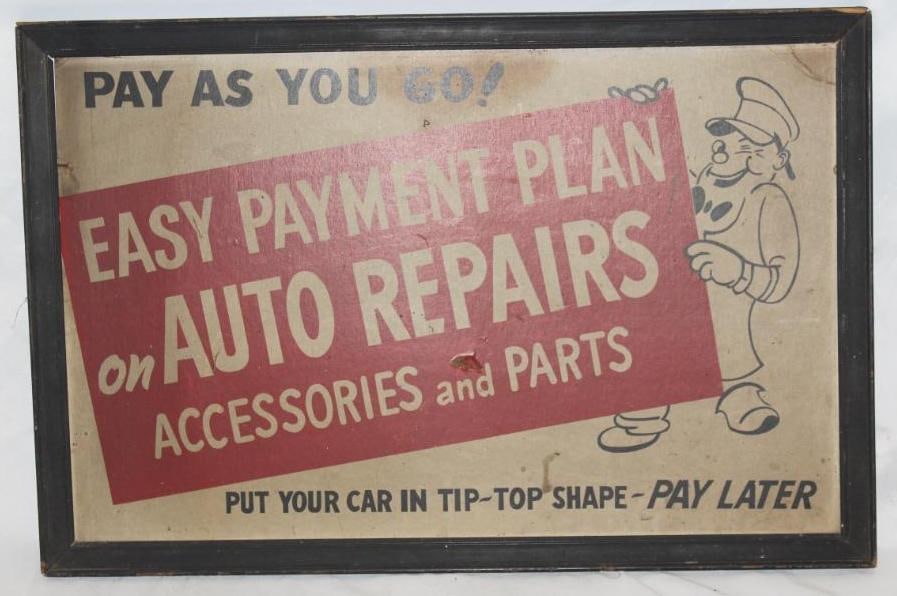 PAY AS YOU GO!
EASY PAYMENT PLAN
on AUTO REPAIRS
ACCESSORIES and PARTS
PUT YOUR CAR IN TIP-TOP SHAPE - PAY LATER